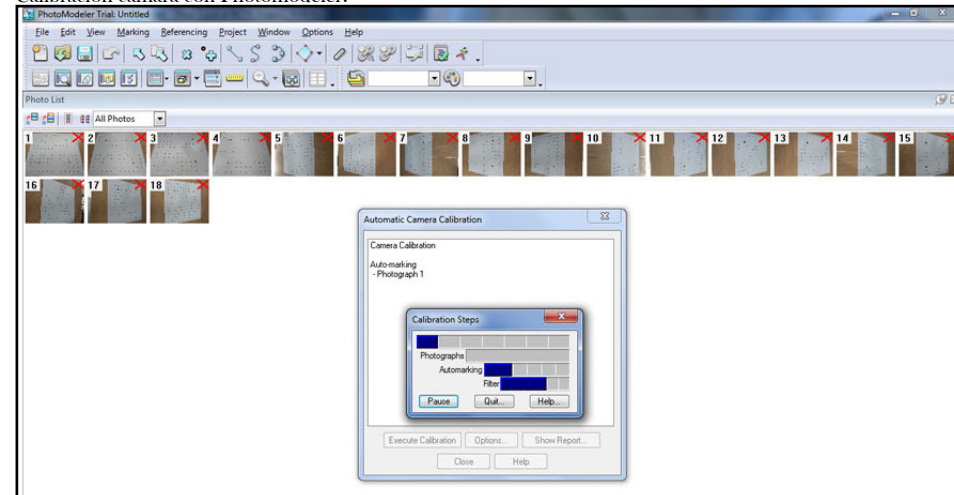 Calibración cámara con PhotoModeler.
PhotoModeler Trial: Untitled
File Edit View Marking Referencing Project Window Options Help
Photo List
All Photos
1 2 3 4 5 6 7 8 9 10 11 12 13 14 15
16 17 18
Automatic Camera Calibration
Camera Calibration
Auto-marking
- Photograph 1
Calibration Steps
Photographs
Automarking
Filter
Pause Quit... Help...
Execute Calibration Options... Show Report...
Close Help